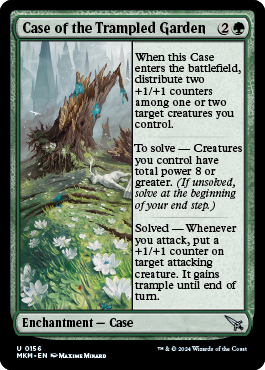 Case of the Trampled Garden 2
When this Case
enters the battlefield,
distribute two
+1/+1 counters
among one or two
target creatures you
control.
To solve — Creatures
you control have
total power 8 or
greater. (If unsolved,
solve at the beginning
of your end step.)
Solved — Whenever
you attack, put a
+1/+1 counter on
target attacking
creature. It gains
trample until end of
turn.
Enchantment — Case
U 0156
MKM • EN Maxime Minard
™ & © 2024 Wizards of the Coast